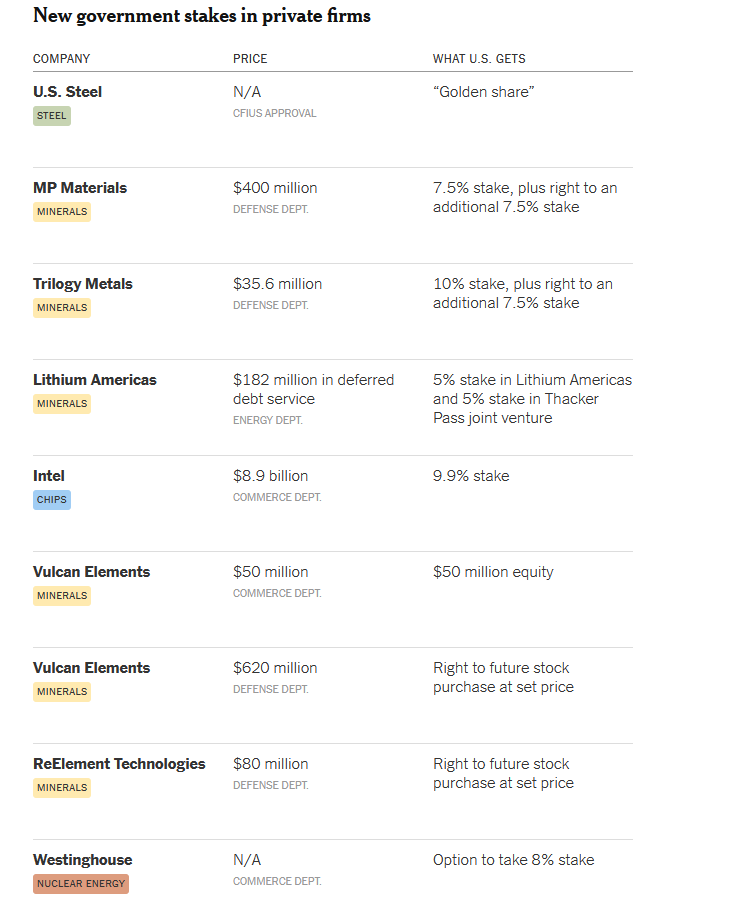 New government stakes in private firms
COMPANY PRICE WHAT U.S. GETS
U.S. Steel N/A “Golden share”
STEEL CFIUS APPROVAL
MP Materials $400 million 7.5% stake, plus right to an
MINERALS DEFENSE DEPT. additional 7.5% stake
Trilogy Metals $35.6 million 10% stake, plus right to an
MINERALS DEFENSE DEPT. additional 7.5% stake
Lithium Americas $182 million in deferred 5% stake in Lithium Americas
MINERALS debt service and 5% stake in Thacker
ENERGY DEPT. Pass joint venture
Intel $8.9 billion 9.9% stake
CHIPS COMMERCE DEPT.
Vulcan Elements $50 million $50 million equity
MINERALS COMMERCE DEPT.
Vulcan Elements $620 million Right to future stock
MINERALS DEFENSE DEPT. purchase at set price
ReElement Technologies $80 million Right to future stock
MINERALS DEFENSE DEPT. purchase at set price
Westinghouse N/A Option to take 8% stake
NUCLEAR ENERGY COMMERCE DEPT.